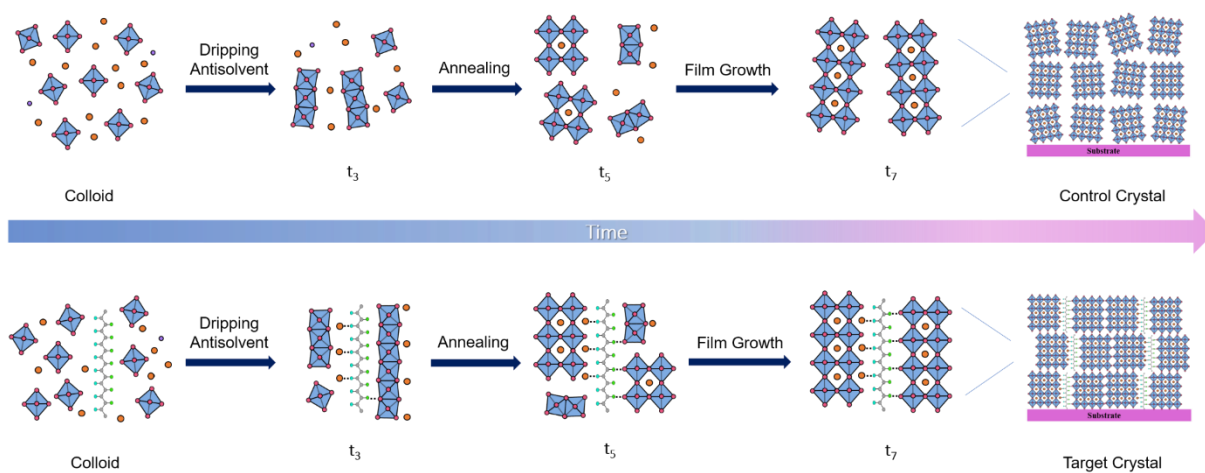 Dripping
Antisolvent
Annealing
Film Growth
t₃
t₅
t₇
Substrate
Colloid
Control Crystal
Time
Dripping
Antisolvent
Annealing
Film Growth
t₃
t₅
t₇
Substrate
Colloid
Target Crystal